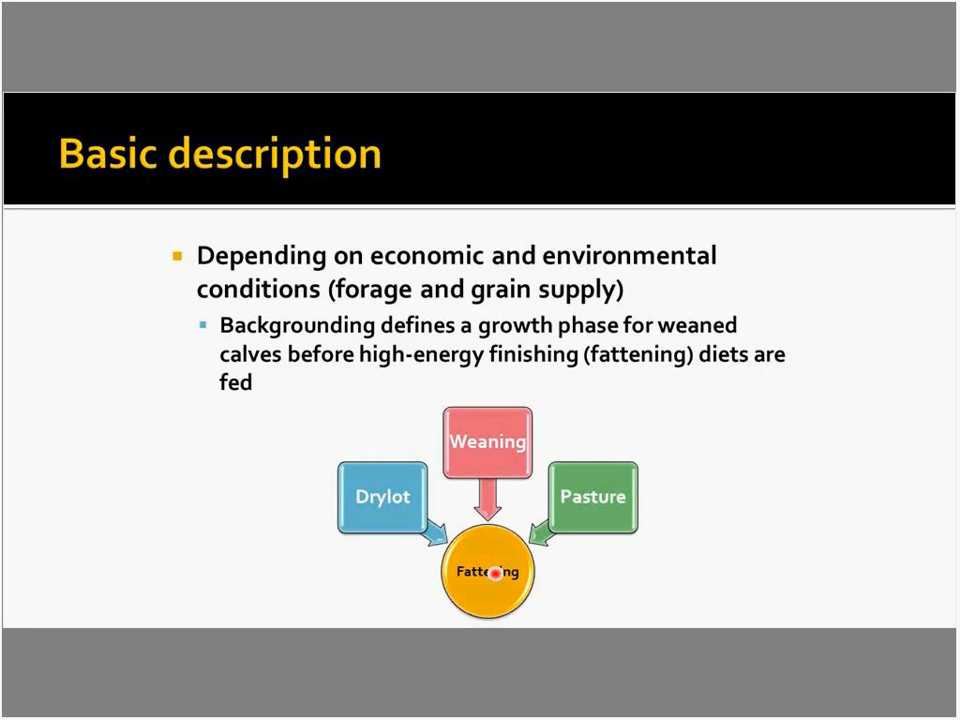 Basic description
Depending on economic and environmental
conditions (forage and grain supply)
Backgrounding defines a growth phase for weaned
calves before high-energy finishing (fattening) diets are
fed
Weaning
Drylot
Pasture
Fattening